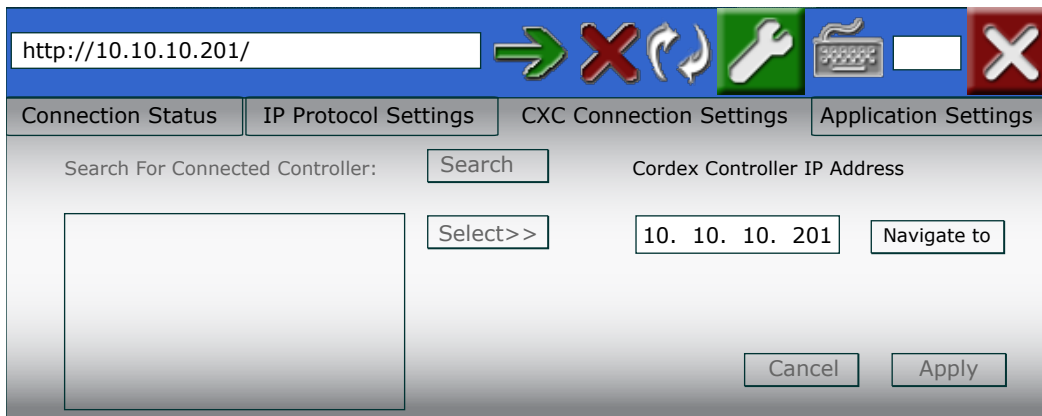 http://10.10.10.201/
Connection Status IP Protocol Settings CXC Connection Settings Application Settings
Search For Connected Controller: Search Cordex Controller IP Address
Select>> 10. 10. 10. 201 Navigate to
Cancel Apply